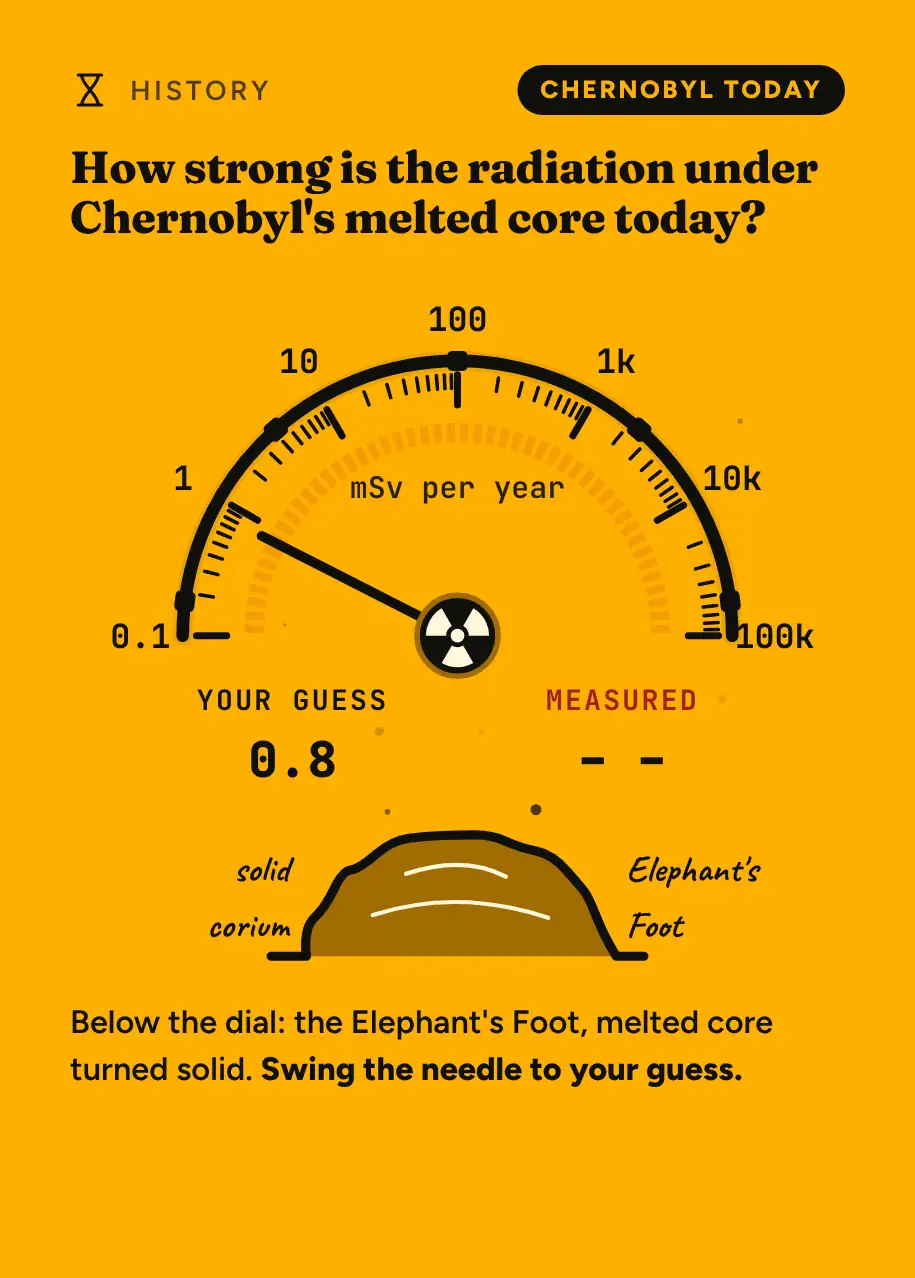 HISTORY
CHERNOBYL TODAY
How strong is the radiation under
Chernobyl's melted core today?
100
10
1k
1
10k
mSv per year
0.1
100k
YOUR GUESS
MEASURED
0.8
– –
solid
Elephant's
corium
Foot
Below the dial: the Elephant's Foot, melted core
turned solid. Swing the needle to your guess.